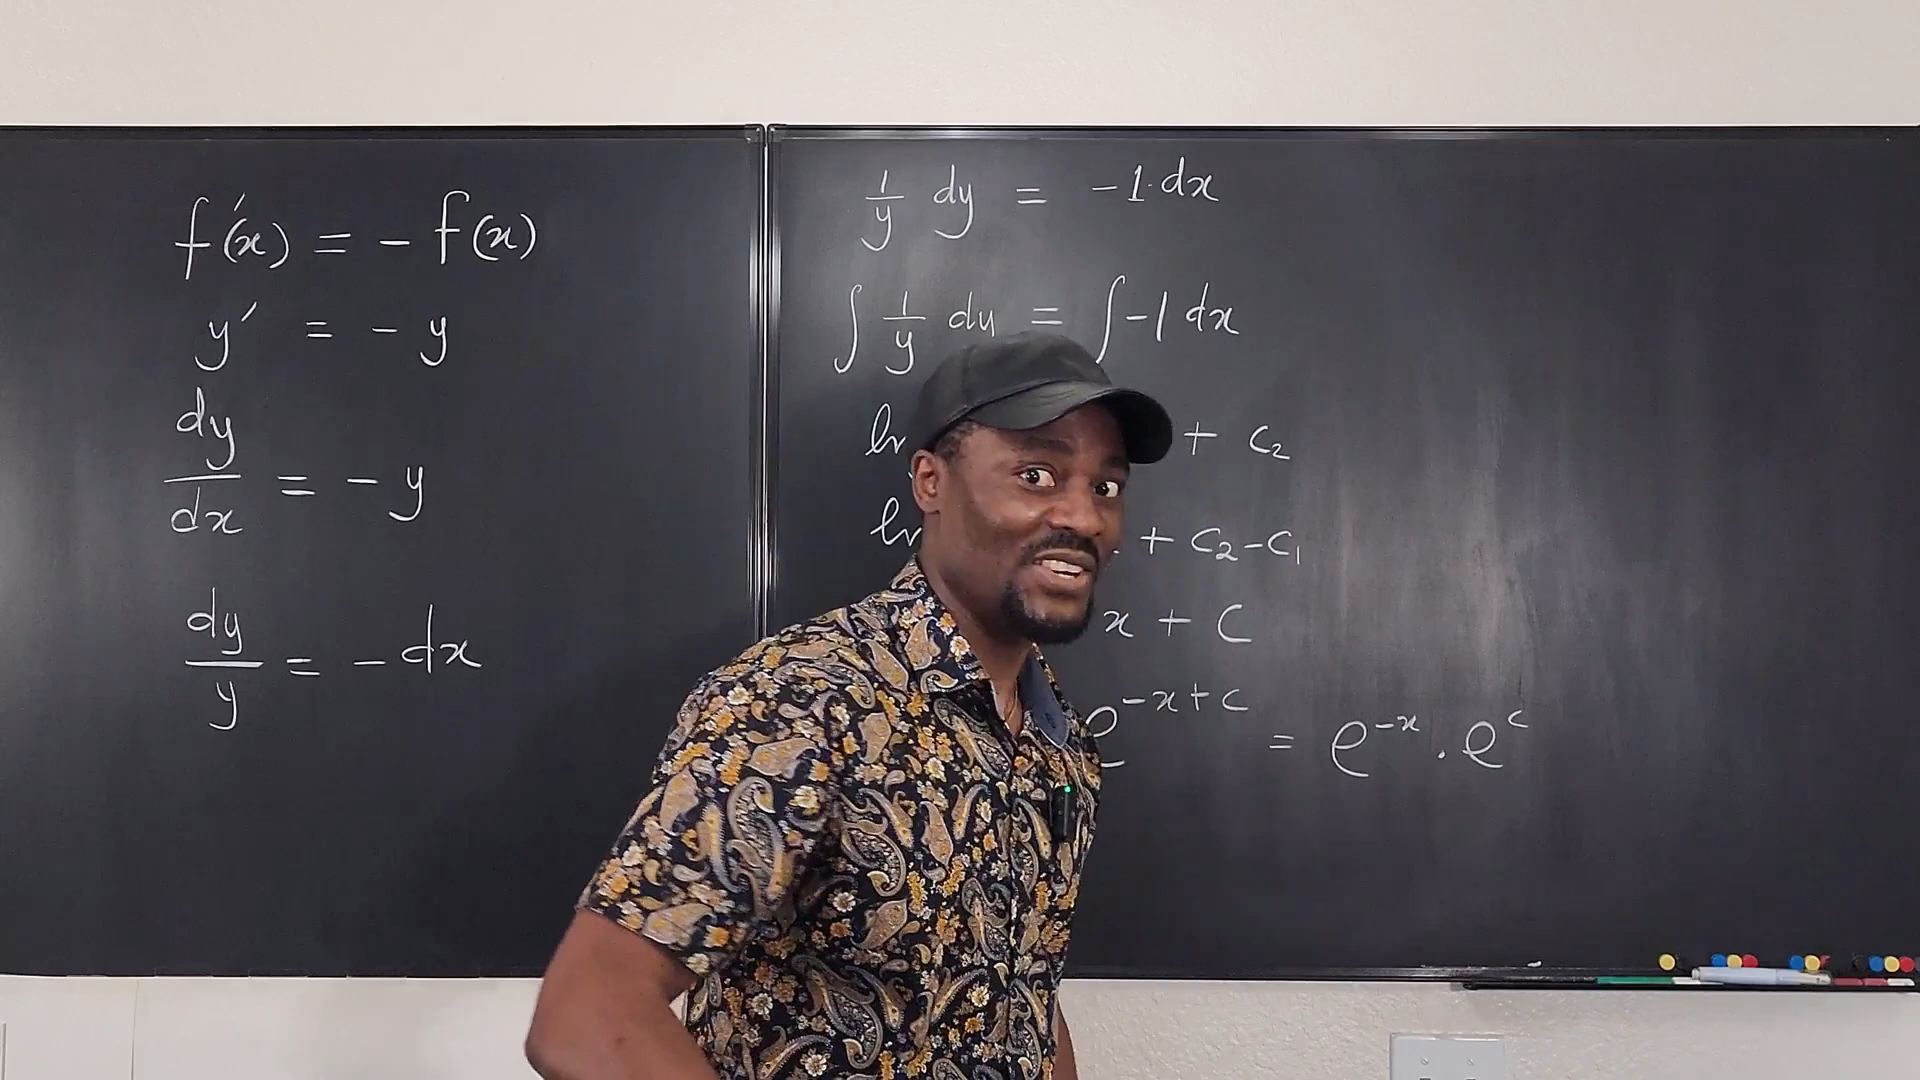 f'(x) = - f(x)
y' = - y
dy/dx = - y
dy/y = - dx
1/y dy = -1·dx
∫ 1/y dy = ∫ -1 dx
+ c₂
+ c₂-c₁
x + C
e^(-x+c) = e^(-x) . e^c